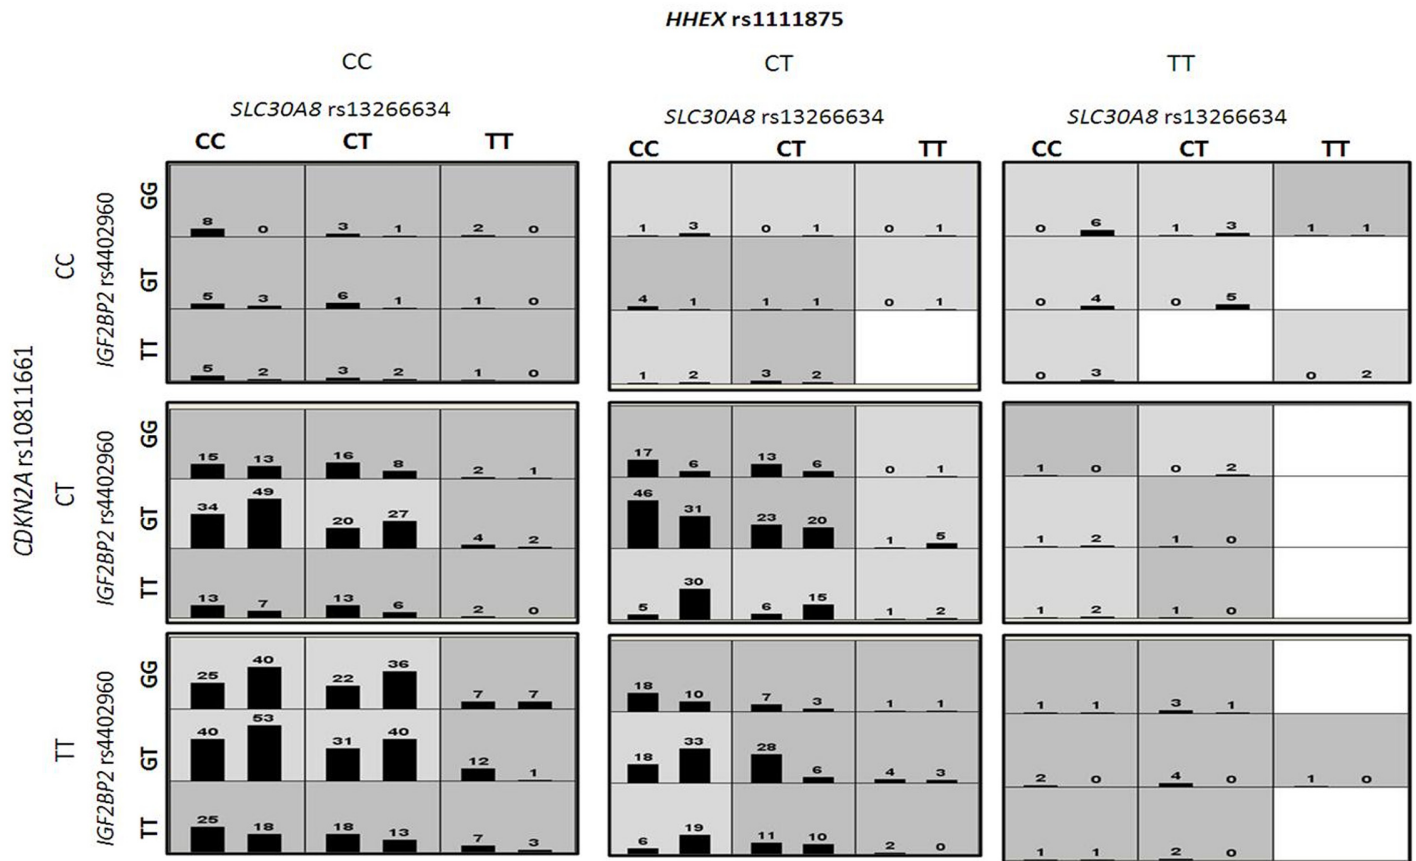 HHEX rs1111875
CC CT TT
SLC30A8 rs13266634 SLC30A8 rs13266634 SLC30A8 rs13266634
CC CT TT CC CT TT CC CT TT
CDKN2A rs10811661
CC
IGF2BP2 rs4402960
GG 8 0 3 1 2 0 1 3 0 1 0 1 0 6 1 3 1 1
GT 5 3 6 1 1 0 4 1 1 1 0 1 0 4 0 5
TT 5 2 3 2 1 0 1 2 3 2 0 3 0 2
CT
IGF2BP2 rs4402960
GG 15 13 16 8 2 1 17 6 13 6 0 1 1 0 0 2
GT 34 49 20 27 4 2 46 31 23 20 1 5 1 2 1 0
TT 13 7 13 6 2 0 5 30 6 15 1 2 1 2 1 0
TT
IGF2BP2 rs4402960
GG 25 40 22 36 7 7 18 10 7 3 1 1 1 1 3 1
GT 40 53 31 40 12 1 18 33 28 6 4 3 2 0 4 0 1 0
TT 25 18 18 13 7 3 6 19 11 10 2 0 1 1 2 0